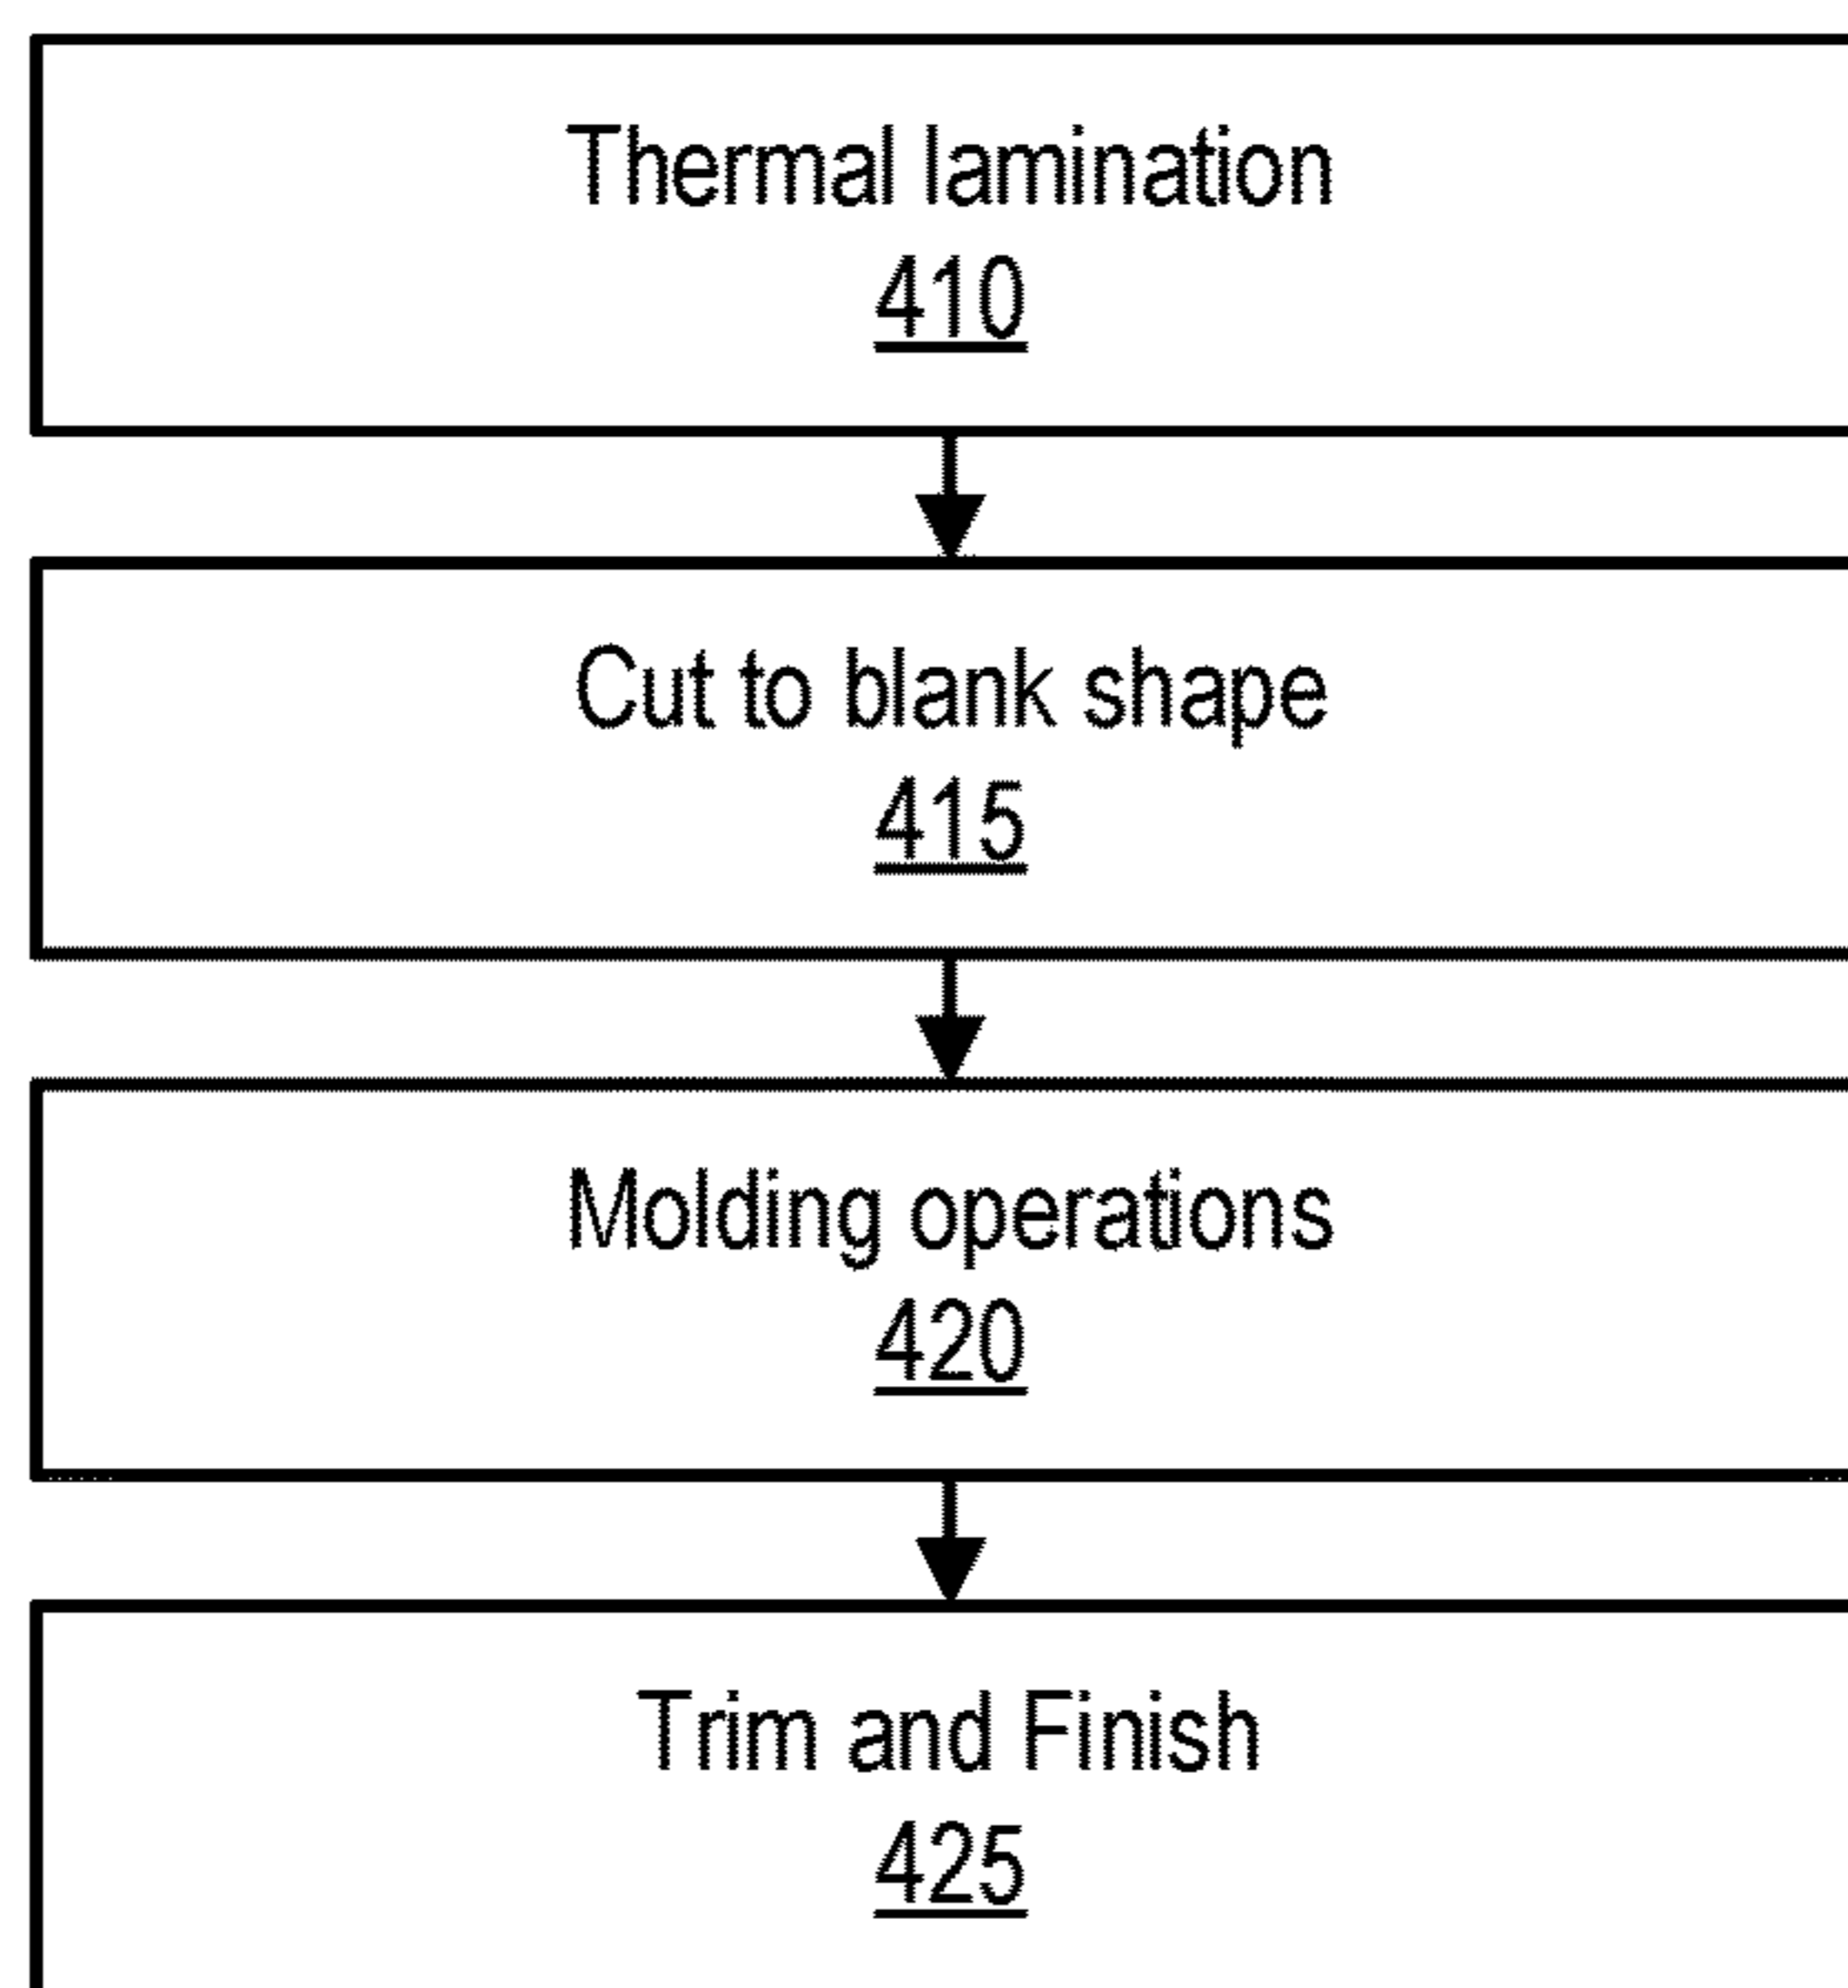 Thermal lamination
410
Cut to blank shape
415
Molding operations
420
Trim and Finish
425